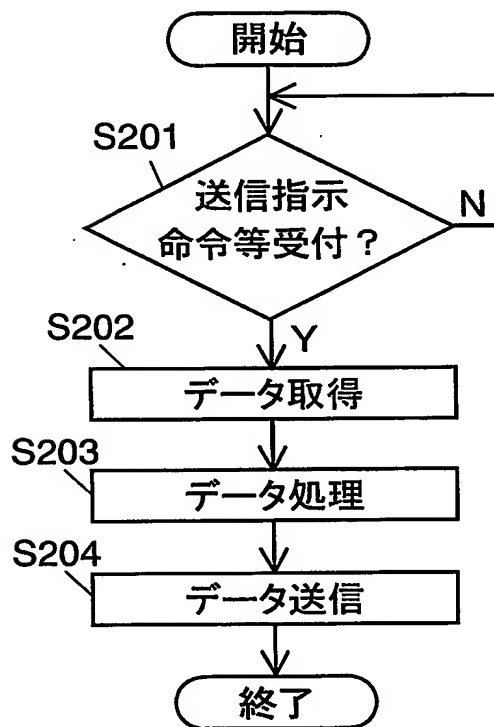 開始
S201
送信指示
命令等受付？
N
Y
S202
データ取得
S203
データ処理
S204
データ送信
終了